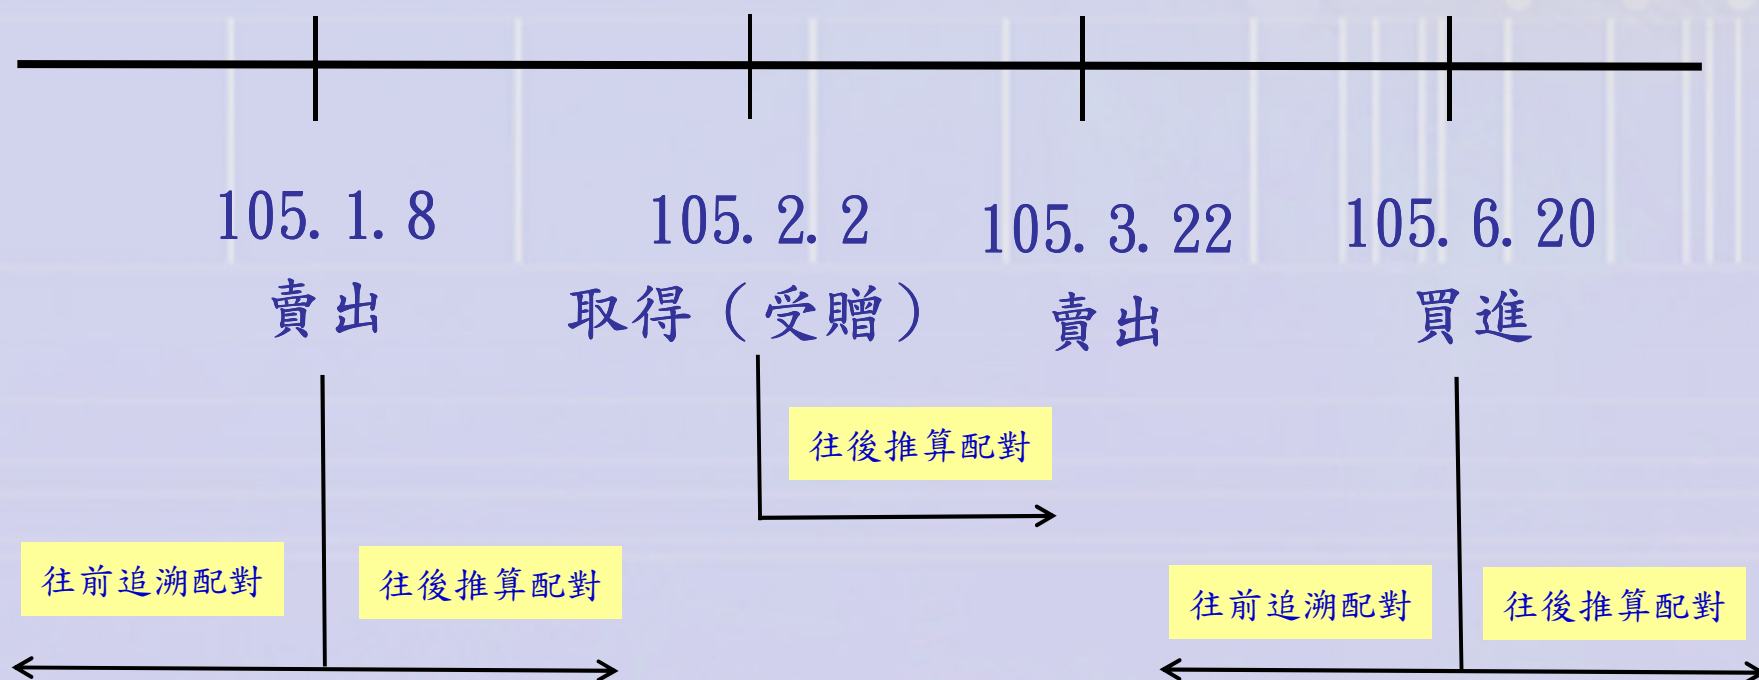 105.1.8
賣出
105.2.2
取得（受贈）
105.3.22
賣出
105.6.20
買進
往後推算配對
往前追溯配對
往後推算配對
往前追溯配對
往後推算配對